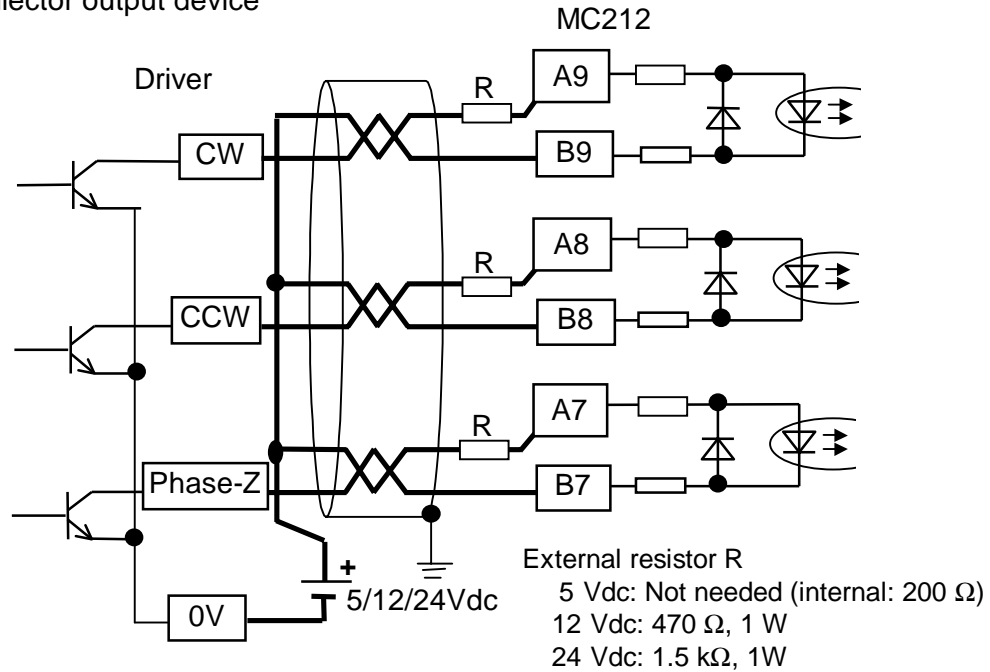 llector output device
MC212
Driver
R
A9
CW
B9
A8
R
CCW
B8
A7
R
Phase-Z
B7
External resistor R
+
5/12/24Vdc
5 Vdc: Not needed (internal: 200 Ω)
0V
12 Vdc: 470 Ω, 1 W
24 Vdc: 1.5 kΩ, 1W